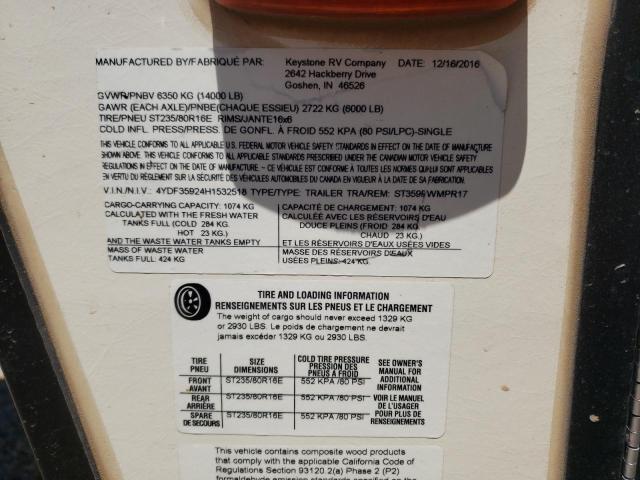 MANUFACTURED BY/FABRIQUÉ PAR: Keystone RV Company DATE: 12/16/2016
2642 Hackberry Drive
Goshen, IN 46526
GVWR/PNBV 6350 KG (14000 LB)
GAWR (EACH AXLE)/PNBE(CHAQUE ESSIEU) 2722 KG (6000 LB)
TIRE/PNEU ST235/80R16E RIMS/JANTE16x6
COLD INFL. PRESS/PRESS. DE GONFL. À FROID 552 KPA (80 PSI/LPC)-SINGLE
THIS VEHICLE CONFORMS TO ALL APPLICABLE U.S. FEDERAL MOTOR VEHICLE SAFETY STANDARDS IN EFFECT ON THE DATE OF MANUFACTURE
SHOWN ABOVE. THIS VEHICLE CONFORMS TO ALL APPLICABLE STANDARDS PRESCRIBED UNDER THE CANADIAN MOTOR VEHICLE SAFETY
REGULATIONS IN EFFECT ON THE DATE OF MANUFACTURE / CE VÉHICULE EST CONFORME À TOUTES LES NORMES QUI LUI SONT APPLICABLES
EN VERTU DU RÈGLEMENT SUR LA SÉCURITÉ DES VÉHICULES AUTOMOBILES DU CANADA EN VIGUEUR À LA DATE DE SA FABRICATION
V.I.N./N.I.V.: 4YDF35924H1532518 TYPE/TYPE: TRAILER TRA/REM: WMPR17
CARGO-CARRYING CAPACITY: 1074 KG
CALCULATED WITH THE FRESH WATER
TANKS FULL (COLD 284 KG.
HOT 23 KG.)
AND THE WASTE WATER TANKS EMPTY
MASS OF WASTE WATER
TANKS FULL: 424 KG
CAPACITÉ DE CHARGEMENT: 1074 KG
CALCULÉE AVEC LES RÉSERVOIRS D'EAU
DOUCE PLEINS (FROID: 284 KG.
CHAUD 23 KG.)
ET LES RÉSERVOIRS D'EAUX USÉES VIDES
MASSE DES RÉSERVOIRS D'EAUX
USÉES PLEINS: 424 KG.
TIRE AND LOADING INFORMATION
RENSEIGNEMENTS SUR LES PNEUS ET LE CHARGEMENT
The weight of cargo should never exceed 1329 KG
or 2930 LBS. Le poids de chargement ne devrait
jamais excéder 1329 KG ou 2930 LBS.
TIRE
PNEU
SIZE
DIMENSIONS
COLD TIRE PRESSURE
PRESSION DES
PNEUS A FROID
SEE OWNER'S
MANUAL FOR
ADDITIONAL
INFORMATION
VOIR LE MANUEL
DE L'USAGER
POUR PLUS DE
RENSEIGNEMENTS
FRONT
AVANT
ST235/80R16E
552 KPA /80 PSI
REAR
ARRIÈRE
ST235/80R16E
552 KPA /80 PSI
SPARE
DE SECOURS
ST235/80R16E
552 KPA /80 PSI
This vehicle contains composite wood products
that comply with applicable California Code of
Regulations Section 93120.2(a) Phase 2 (P2)
formaldehyde emission standards specified on the